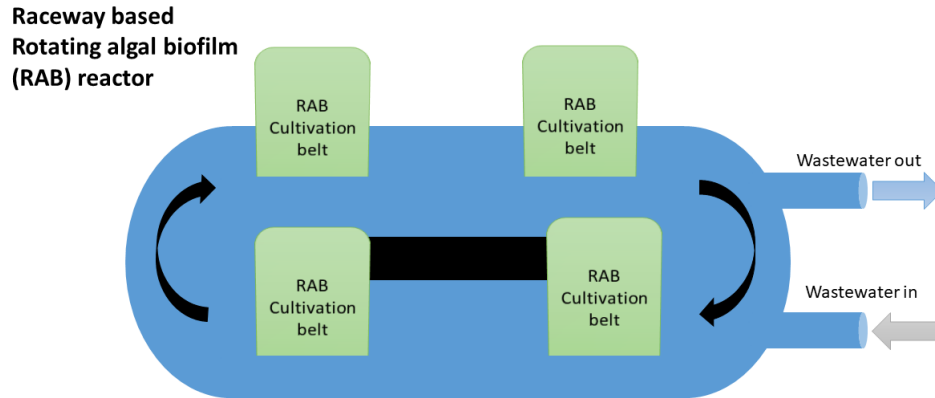 Raceway based
Rotating algal biofilm
(RAB) reactor
RAB
Cultivation
belt
RAB
Cultivation
belt
Wastewater out
RAB
Cultivation
belt
RAB
Cultivation
belt
Wastewater in